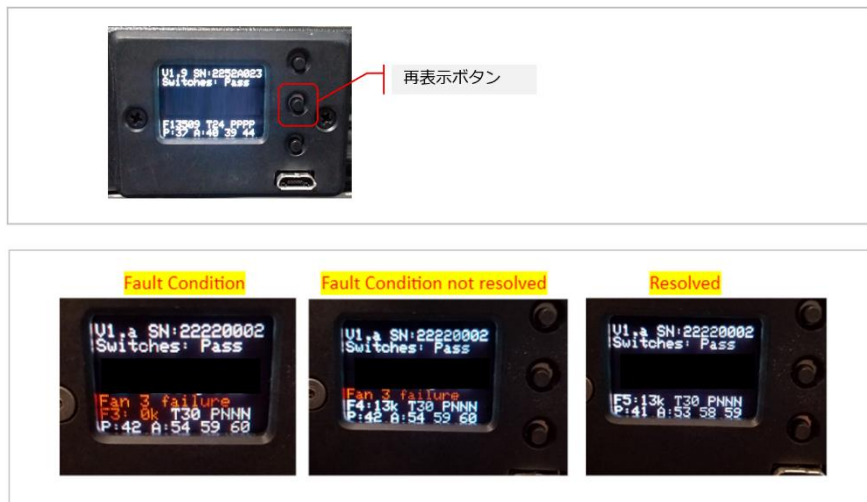 V1.9 SN:2252A023
Switches: Pass
F13509 T24 PPPP
P:37 A:40 39 44
再表示ボタン
Fault Condition
Fault Condition not resolved
Resolved
V1.a SN:22220002
Switches: Pass
Fan 3 failure
F3: 0k T30 PNNN
P:42 A:54 59 60
V1.a SN:22220002
Switches: Pass
Fan 3 failure
F4:13k T30 PNNN
P:42 A:54 59 60
V1.a SN:22220002
Switches: Pass
F5:13k T30 PNNN
P:41 A:53 58 59